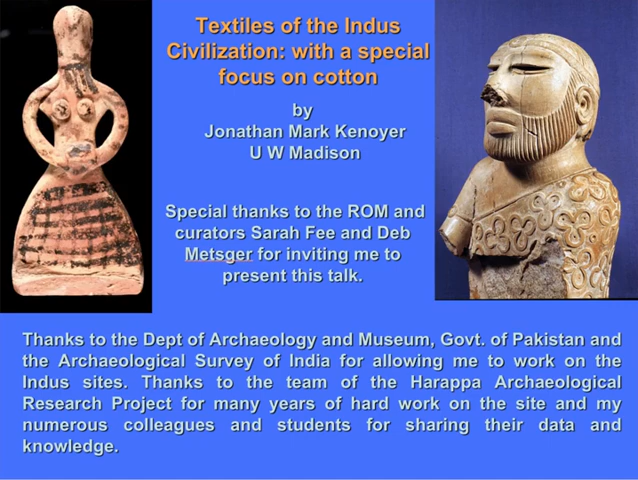 Textiles of the Indus
Civilization: with a special
focus on cotton
by
Jonathan Mark Kenoyer
U W Madison
Special thanks to the ROM and
curators Sarah Fee and Deb
Metsger for inviting me to
present this talk.
Thanks to the Dept of Archaeology and Museum, Govt. of Pakistan and
the Archaeological Survey of India for allowing me to work on the
Indus sites. Thanks to the team of the Harappa Archaeological
Research Project for many years of hard work on the site and my
numerous colleagues and students for sharing their data and
knowledge.